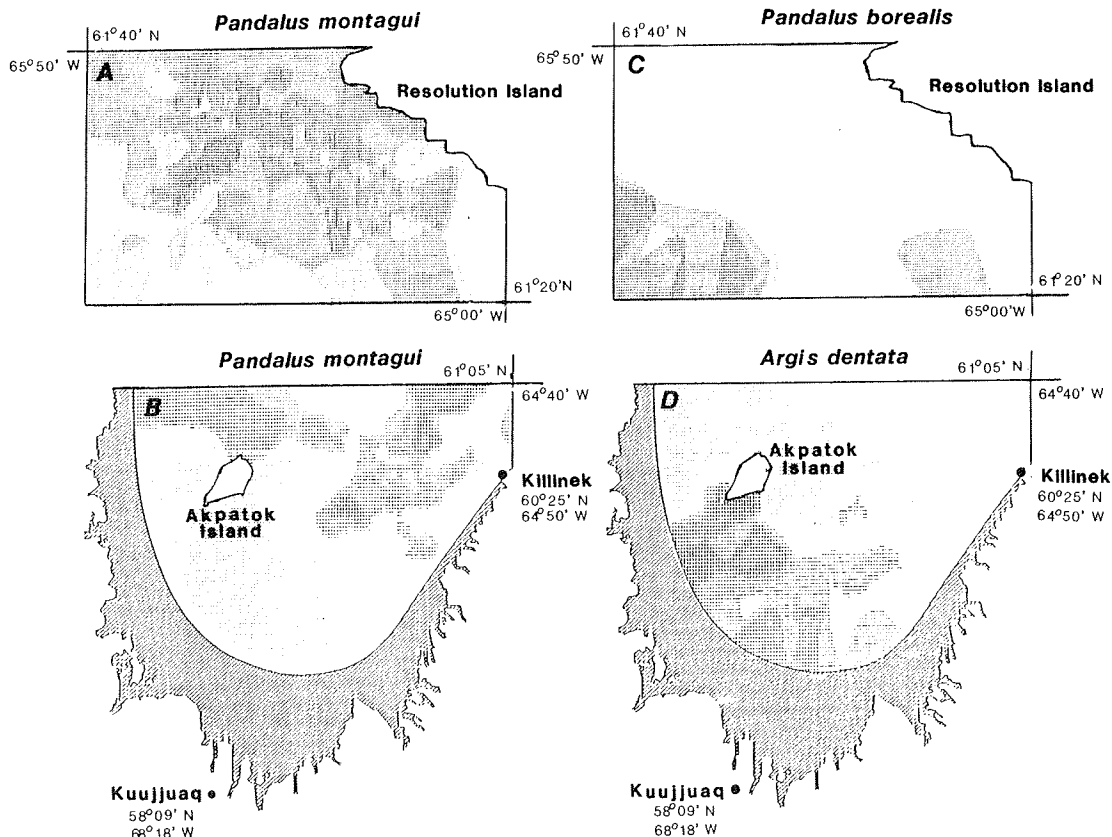 Pandalus montagui
61°40' N
65°50' W
A
Resolution Island
61°20'N
65°00' W
Pandalus borealis
61°40' N
65°50' W
C
Resolution Island
61°20' N
65°00'W
Pandalus montagui
61°05' N
64°40' W
B
Akpatok
Island
Killinek
60°25' N
64°50' W
Kuujjuaq
58°09' N
68°18' W
Argis dentata
61°05' N
64°40' W
D
Akpatok
Island
Killinek
60°25' N
64°50' W
Kuujjuaq
58°09' N
68°18' W